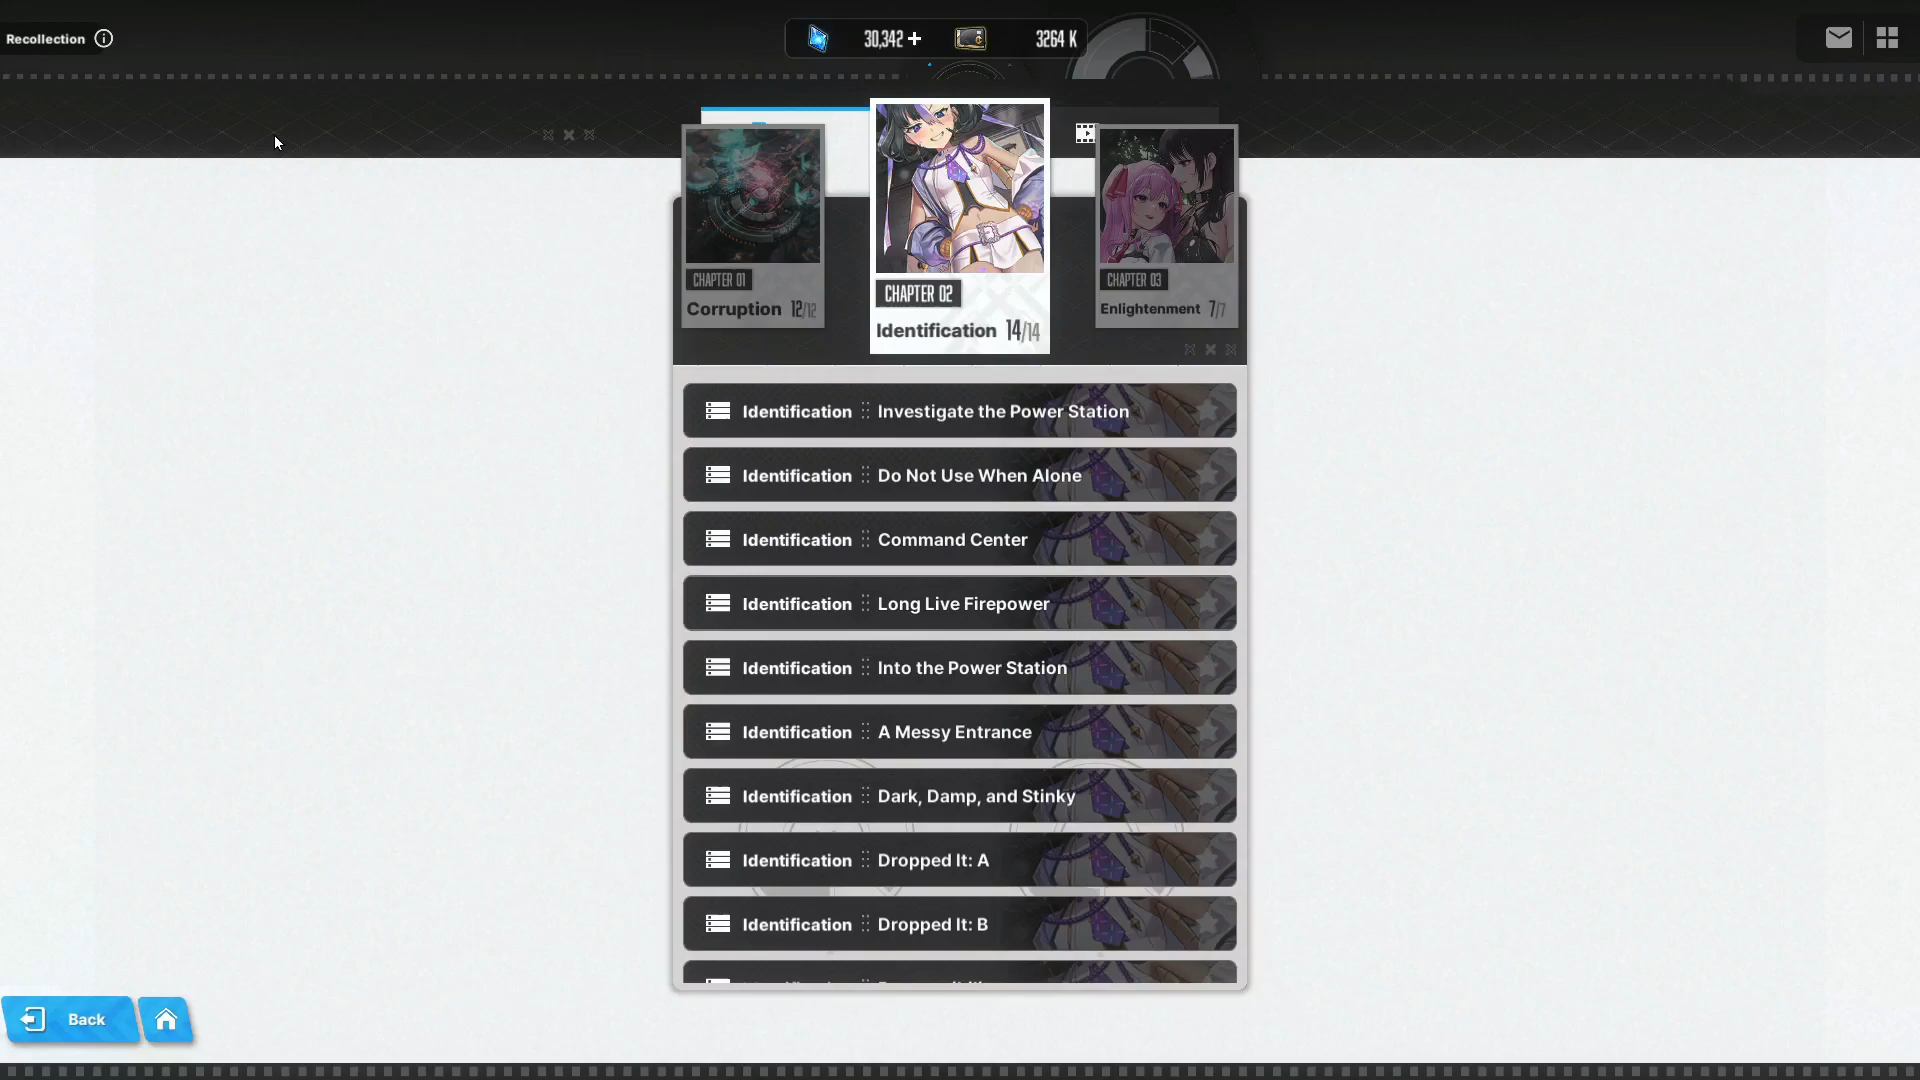 Recollection
30,342
3264 K
CHAPTER 01
Corruption 12/12
CHAPTER 02
Identification 14/14
CHAPTER 03
Enlightenment 7/7
Identification Investigate the Power Station
Identification Do Not Use When Alone
Identification Command Center
Identification Long Live Firepower
Identification Into the Power Station
Identification A Messy Entrance
Identification Dark, Damp, and Stinky
Identification Dropped It: A
Identification Dropped It: B
Back